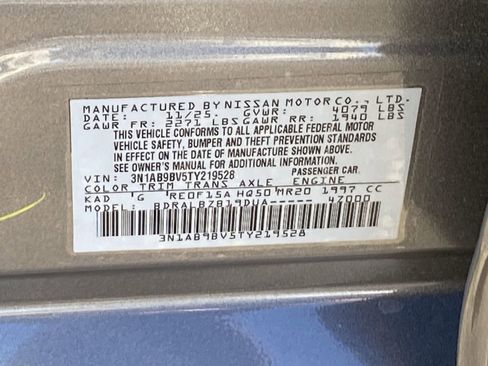 MANUFACTURED BY NISSAN MOTOR CO., LTD.
DATE: 11/25. GVWR: 4079 LBS
GAWR FR: 2271 LBS GAWR RR: 1940 LBS
THIS VEHICLE CONFORMS TO ALL APPLICABLE FEDERAL MOTOR
VEHICLE SAFETY, BUMPER AND THEFT PREVENTION STANDARDS
IN EFFECT ON THE DATE OF MANUFACTURE SHOWN ABOVE.
SEE OWNER'S MANUAL FOR ADDITIONAL INFORMATION.
VIN: 3N1AB9BV5TY219528 PASSENGER CAR
COLOR TRIM TRANS AXLE ENGINE
KAD G RE0F15A HQ50 MR20 1997 CC
MODEL----- BDRALBZB19DUA----- 47000
3N1AB9BV5TY219528